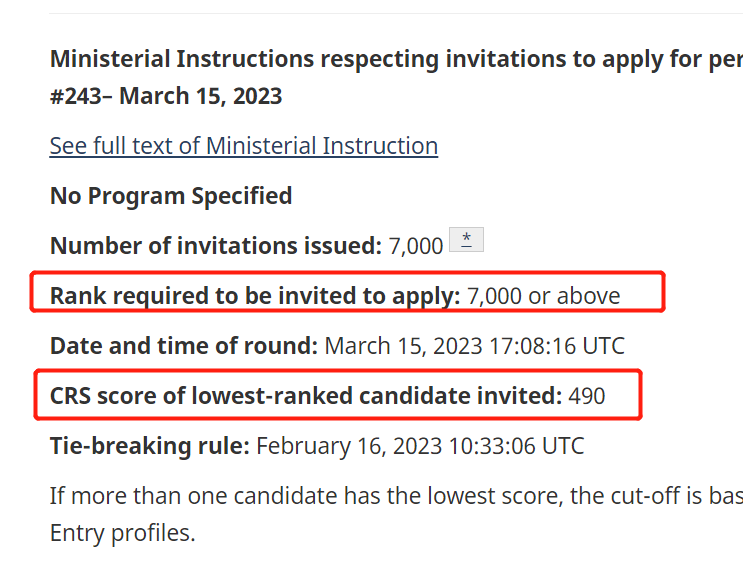 Ministerial Instructions respecting invitations to apply for per
#243– March 15, 2023
See full text of Ministerial Instruction
No Program Specified
Number of invitations issued: 7,000 *
Rank required to be invited to apply: 7,000 or above
Date and time of round: March 15, 2023 17:08:16 UTC
CRS score of lowest-ranked candidate invited: 490
Tie-breaking rule: February 16, 2023 10:33:06 UTC
If more than one candidate has the lowest score, the cut-off is bas
Entry profiles.